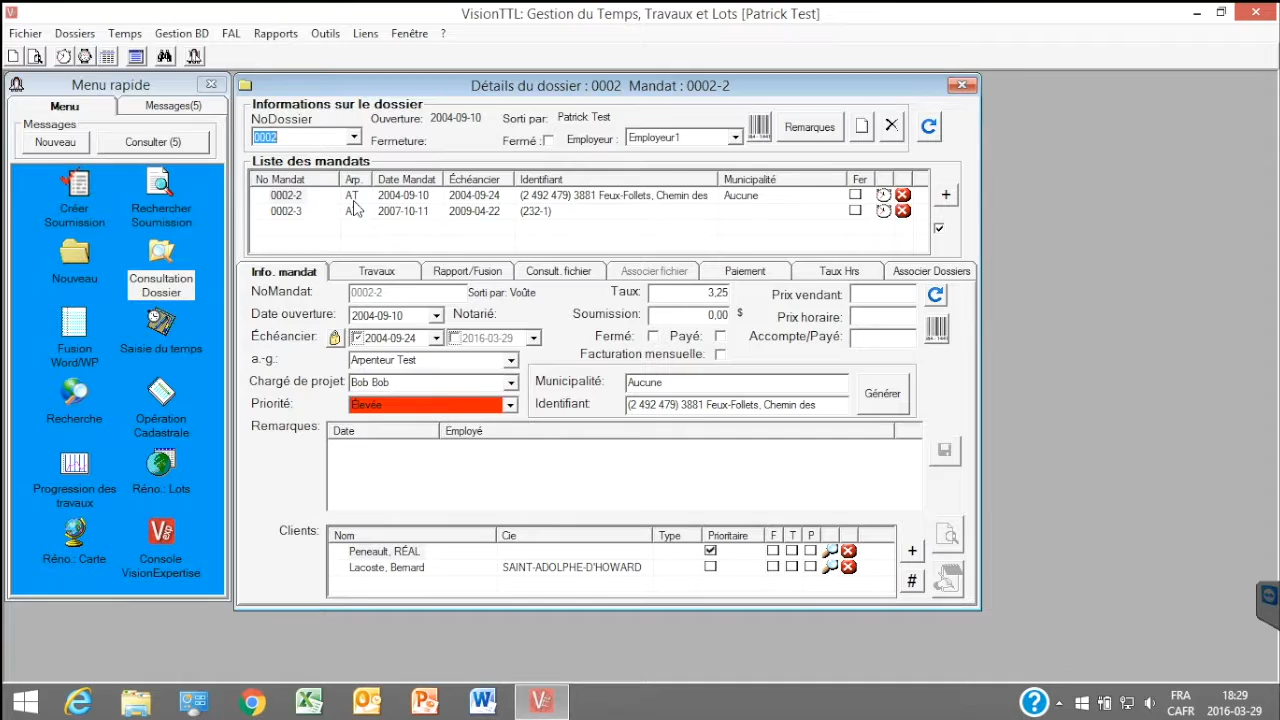 VisionTTL: Gestion du Temps, Travaux et Lots [Patrick Test]
Fichier Dossiers Temps Gestion BD FAL Rapports Outils Liens Fenêtre ?
Menu rapide
Menu Messages(5)
Messages
Nouveau Consulter (5)
Créer Soumission
Rechercher Soumission
Nouveau
Consultation Dossier
Fusion Word/WP
Saisie du temps
Recherche
Opération Cadastrale
Progression des travaux
Réno.: Lots
Réno.: Carte
Console VisionExpertise
Détails du dossier : 0002 Mandat : 0002-2
Informations sur le dossier
NoDossier Ouverture: 2004-09-10 Sorti par: Patrick Test
0002 Fermeture: Fermé : Employeur : Employeur1 Remarques
Liste des mandats
No Mandat Arp. Date Mandat Échéancier Identifiant Municipalité Fer
0002-2 AT 2004-09-10 2004-09-24 (2 492 479) 3881 Feux-Follets, Chemin des Aucune
0002-3 2007-10-11 2009-04-22 (232-1)
+
Info. mandat Travaux Rapport/Fusion Consult. fichier Associer fichier Paiement Taux Hrs Associer Dossiers
NoMandat: 0002-2 Sorti par: Voûte Taux: 3,25 Prix vendant:
Date ouverture: 2004-09-10 Notarié: Soumission: 0,00 $ Prix horaire:
Échéancier: 2004-09-24 2016-03-29 Fermé : Payé: Accompte/Payé:
Facturation mensuelle:
a.-g.: Arpenteur Test
Chargé de projet Bob Bob Municipalité: Aucune Générer
Priorité: Élevée Identifiant: (2 492 479) 3881 Feux-Follets, Chemin des
Remarques: Date Employé
Clients: Nom Cie Type Prioritaire F T P
Peneault, RÉAL
+
Lacoste, Bernard SAINT-ADOLPHE-D'HOWARD
#
FRA 18:29
CAFR 2016-03-29